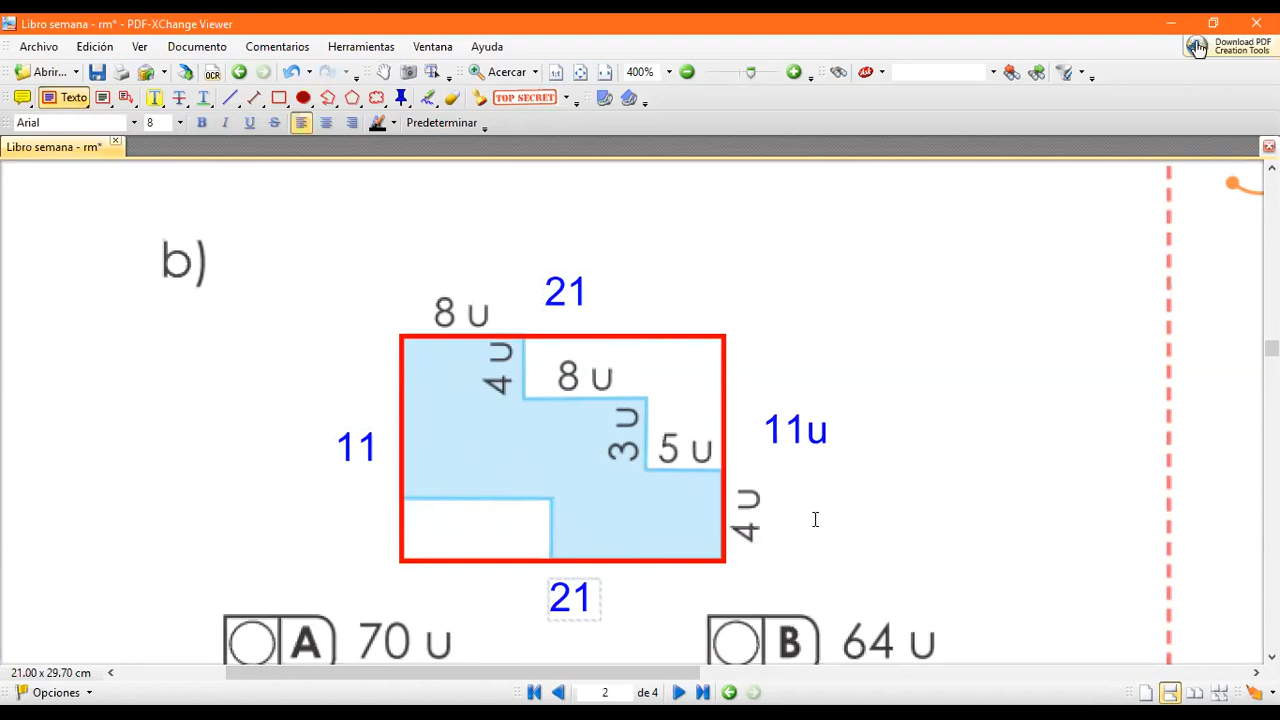 Libro semana - rm* - PDF-XChange Viewer
Archivo Edición Ver Documento Comentarios Herramientas Ventana Ayuda
Download PDF
Creation Tools
Abrir... OCR Acercar 400%
Texto TOP SECRET
Arial 8 B I U S Predeterminar
Libro semana - rm*
b)
21
8 u
4 u
8 u
3 u
5 u
11
11u
4 u
21
A 70 u
B 64 u
21.00 x 29.70 cm
Opciones 2 de 4